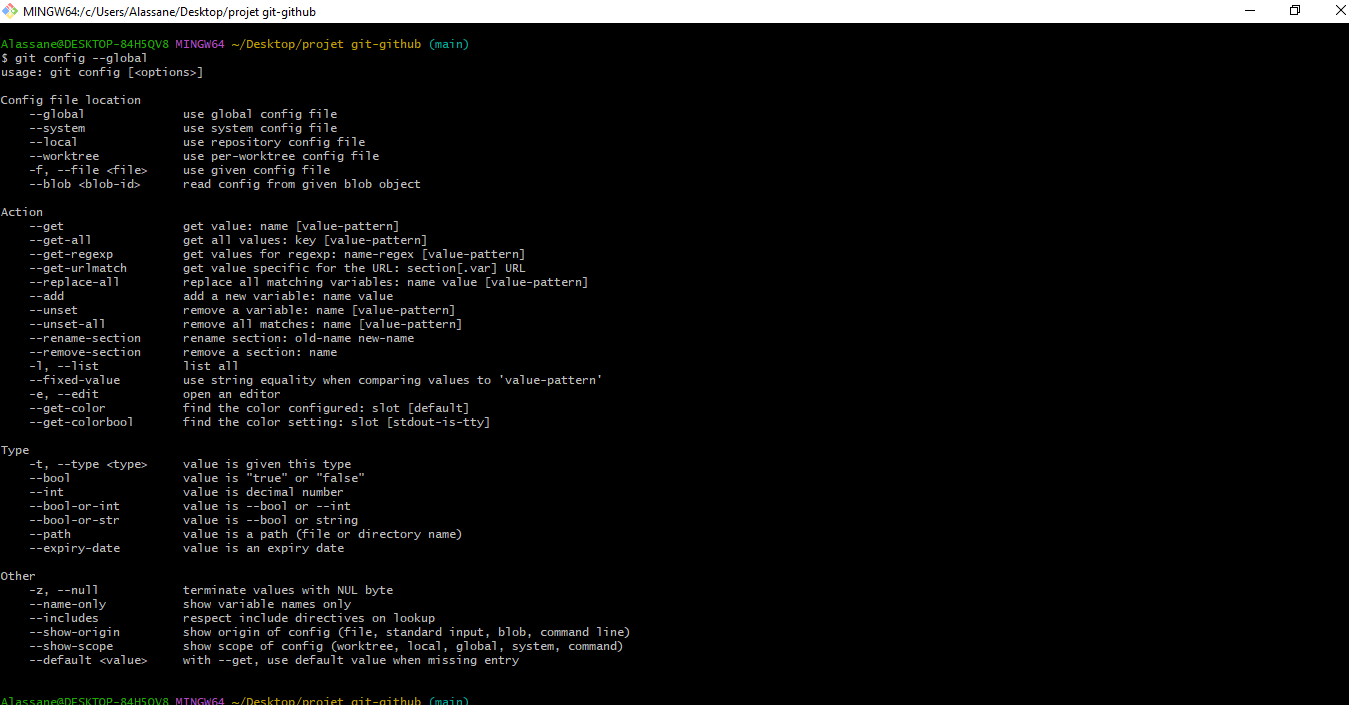 MINGW64:/c/Users/Alassane/Desktop/projet git-github
Alassane@DESKTOP-84H5QV8 MINGW64 ~/Desktop/projet git-github (main)
$ git config --global
usage: git config [<options>]
Config file location
--global use global config file
--system use system config file
--local use repository config file
--worktree use per-worktree config file
-f, --file <file> use given config file
--blob <blob-id> read config from given blob object
Action
--get get value: name [value-pattern]
--get-all get all values: key [value-pattern]
--get-regexp get values for regexp: name-regex [value-pattern]
--get-urlmatch get value specific for the URL: section[.var] URL
--replace-all replace all matching variables: name value [value-pattern]
--add add a new variable: name value
--unset remove a variable: name [value-pattern]
--unset-all remove all matches: name [value-pattern]
--rename-section rename section: old-name new-name
--remove-section remove a section: name
-l, --list list all
--fixed-value use string equality when comparing values to 'value-pattern'
-e, --edit open an editor
--get-color find the color configured: slot [default]
--get-colorbool find the color setting: slot [stdout-is-tty]
Type
-t, --type <type> value is given this type
--bool value is "true" or "false"
--int value is decimal number
--bool-or-int value is --bool or --int
--bool-or-str value is --bool or string
--path value is a path (file or directory name)
--expiry-date value is an expiry date
Other
-z, --null terminate values with NUL byte
--name-only show variable names only
--includes respect include directives on lookup
--show-origin show origin of config (file, standard input, blob, command line)
--show-scope show scope of config (worktree, local, global, system, command)
--default <value> with --get, use default value when missing entry
Alassane@DESKTOP-84H5QV8 MINGW64 ~/Desktop/projet git-github (main)